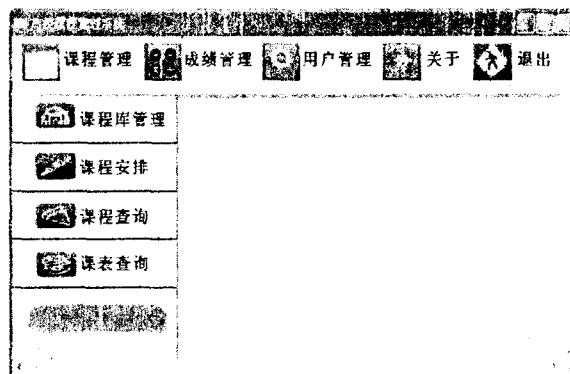 课程管理 成绩管理 用户管理 关于 退出
课程库管理
课程安排
课程查询
课表查询